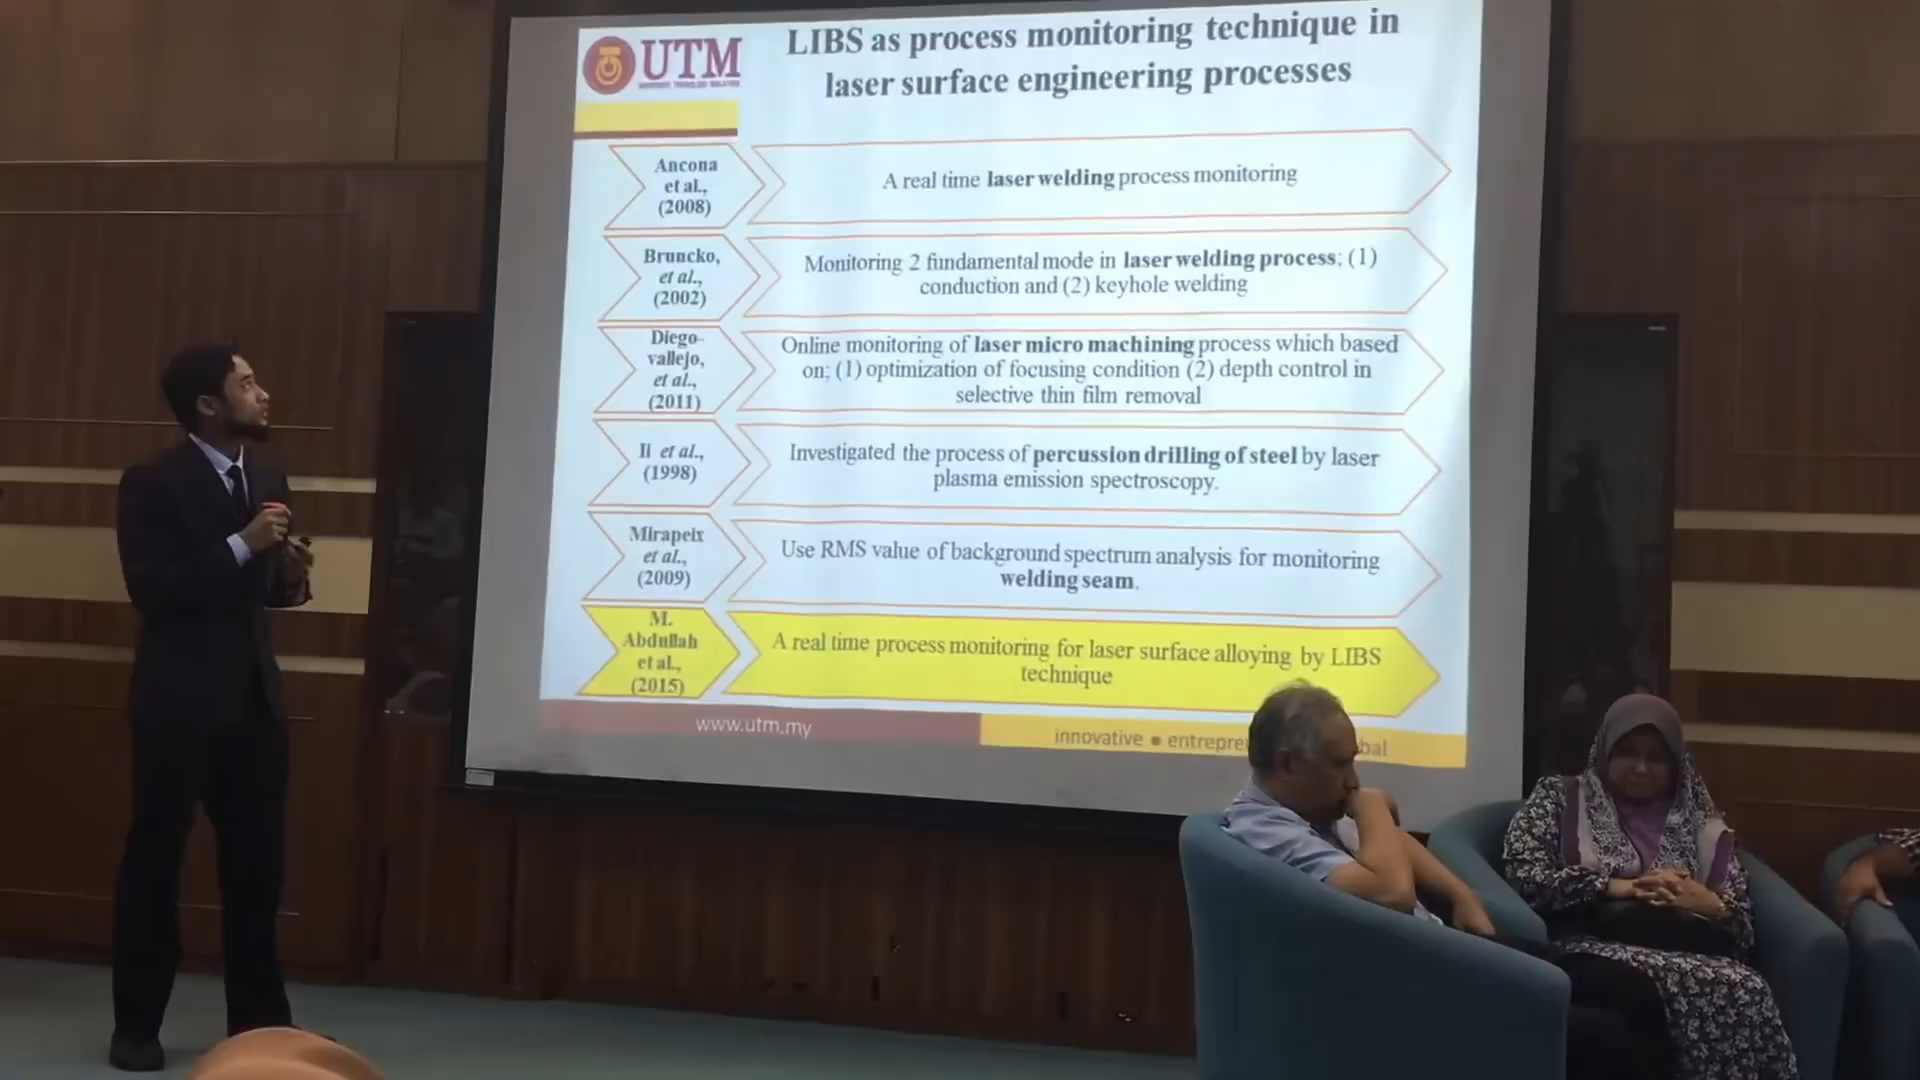 UTM
LIBS as process monitoring technique in
laser surface engineering processes
Ancona
et al.,
(2008)
A real time laser welding process monitoring
Bruncko,
et al.,
(2002)
Monitoring 2 fundamental mode in laser welding process; (1)
conduction and (2) keyhole welding
Diego-
vallejo,
et al.,
(2011)
Online monitoring of laser micro machining process which based
on; (1) optimization of focusing condition (2) depth control in
selective thin film removal
Il et al.,
(1998)
Investigated the process of percussion drilling of steel by laser
plasma emission spectroscopy.
Mirapeix
et al.,
(2009)
Use RMS value of background spectrum analysis for monitoring
welding seam.
M.
Abdullah
et al.,
(2015)
A real time process monitoring for laser surface alloying by LIBS
technique
www.utm.my
innovative ● entrepre bal